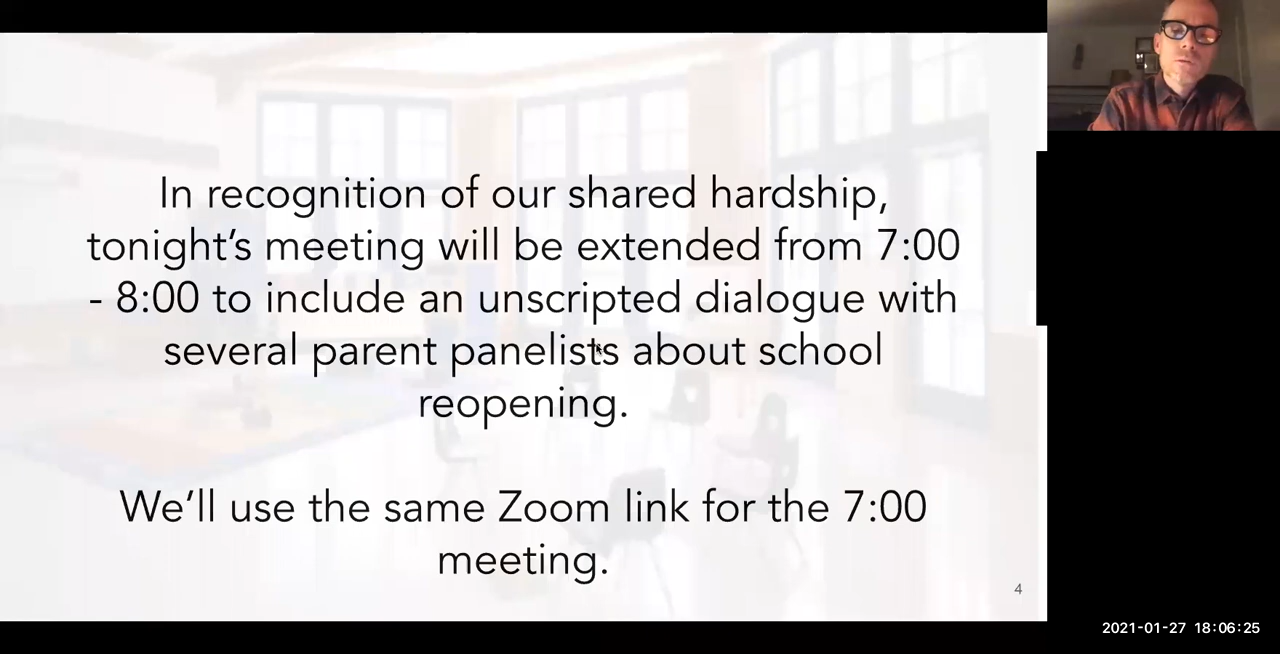 In recognition of our shared hardship,
tonight’s meeting will be extended from 7:00
- 8:00 to include an unscripted dialogue with
several parent panelists about school
reopening.
We’ll use the same Zoom link for the 7:00
meeting.
4
2021-01-27 18:06:25